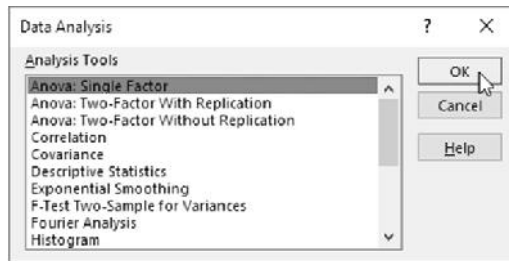 Data Analysis ? X
Analysis Tools
Anova: Single Factor
Anova: Two-Factor With Replication
Anova: Two-Factor Without Replication
Correlation
Covariance
Descriptive Statistics
Exponential Smoothing
F-Test Two-Sample for Variances
Fourier Analysis
Histogram
OK
Cancel
Help